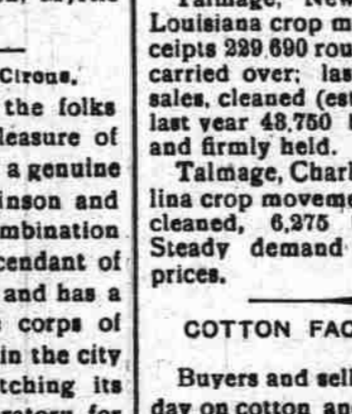 Circus.
the folks
leasure of
a genuine
inson and
mbination
cendant of
and has a
corps of
in the city
tching its
Talmage, New
Louisiana crop m
ceipts 229 690 rou
carried over; las
sales, cleaned (est
last year 48,750
and firmly held.
Talmage, Charl
lina crop moveme
cleaned, 6,275
Steady demand
prices.
COTTON FAC
Buyers and sell
day on cotton an